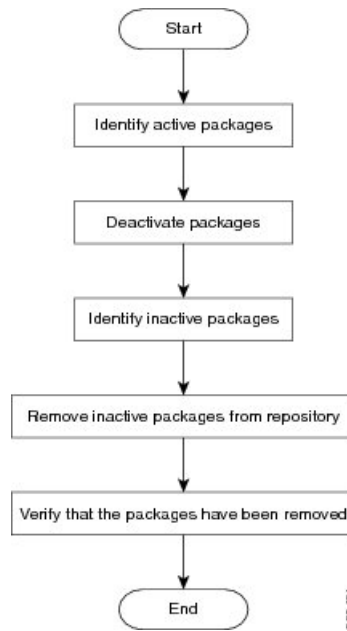 Start
Identify active packages
Deactivate packages
Identify inactive packages
Remove inactive packages from repository
Verify that the packages have been removed
End